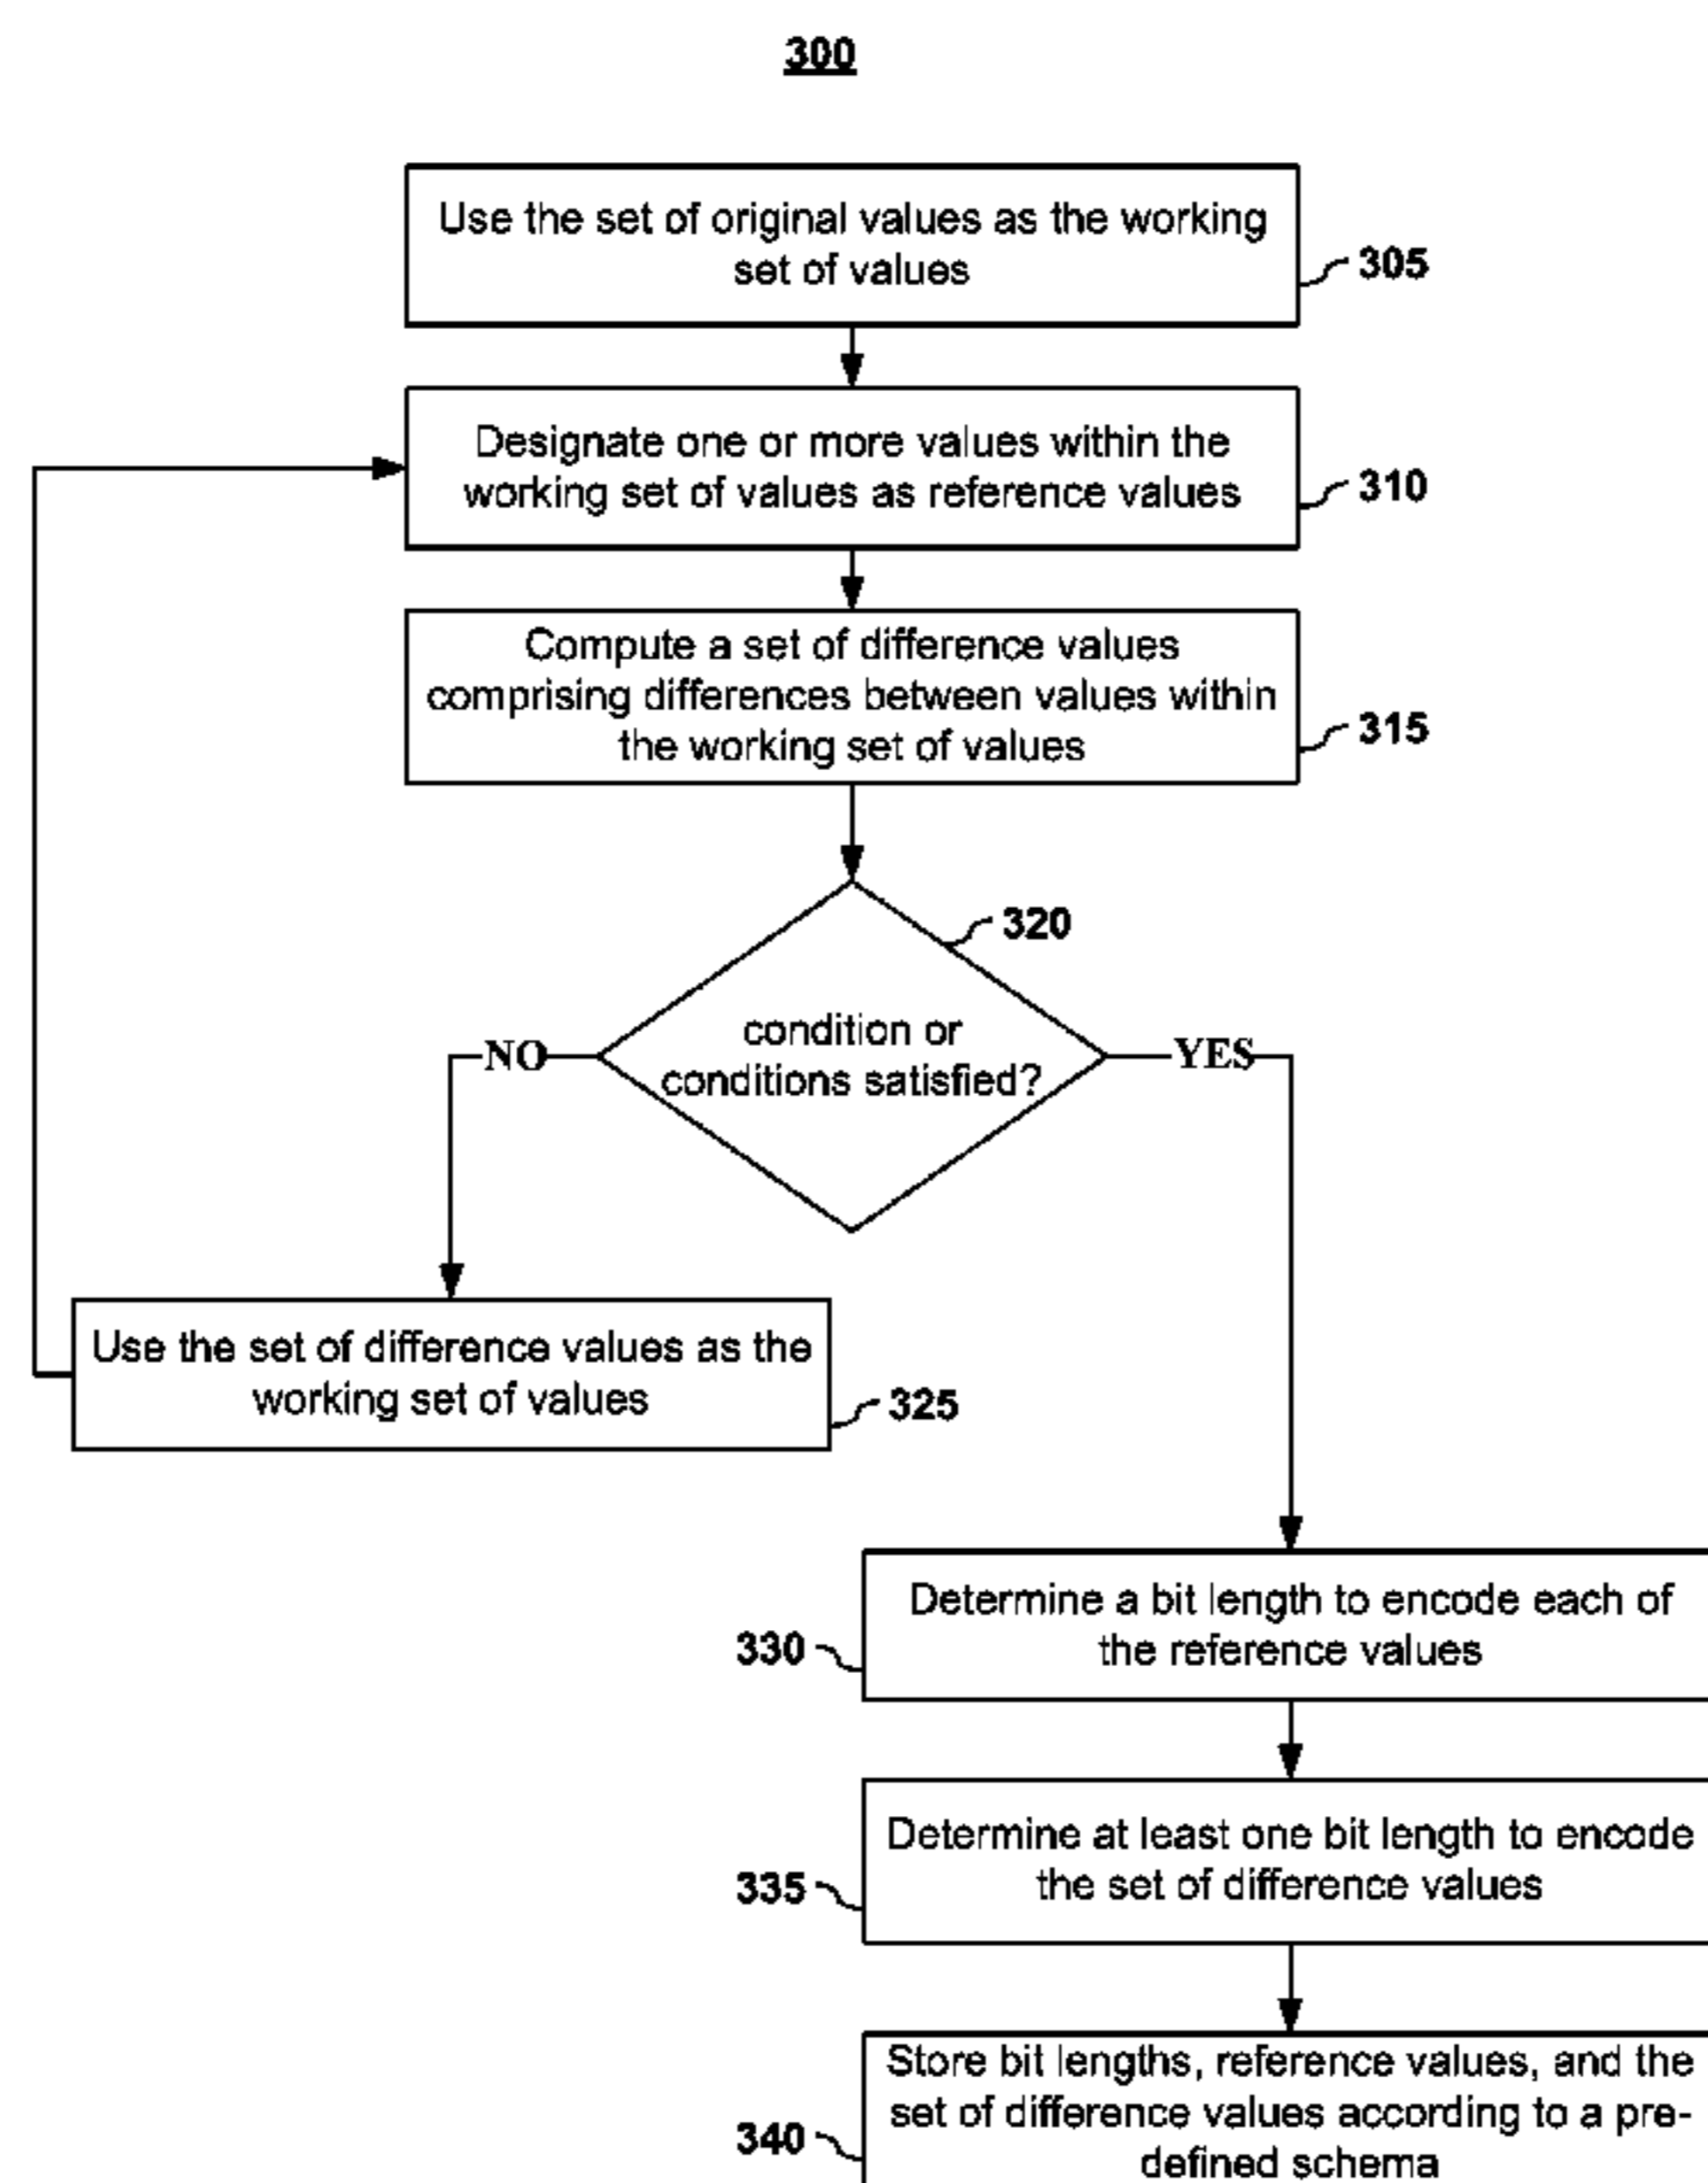 300
Use the set of original values as the working
set of values
305
Designate one or more values within the
working set of values as reference values
310
Compute a set of difference values
comprising differences between values within
the working set of values
315
320
condition or
conditions satisfied?
NO
YES
Use the set of difference values as the
working set of values
325
Determine a bit length to encode each of
the reference values
330
Determine at least one bit length to encode
the set of difference values
335
Store bit lengths, reference values, and the
set of difference values according to a pre-
defined schema
340